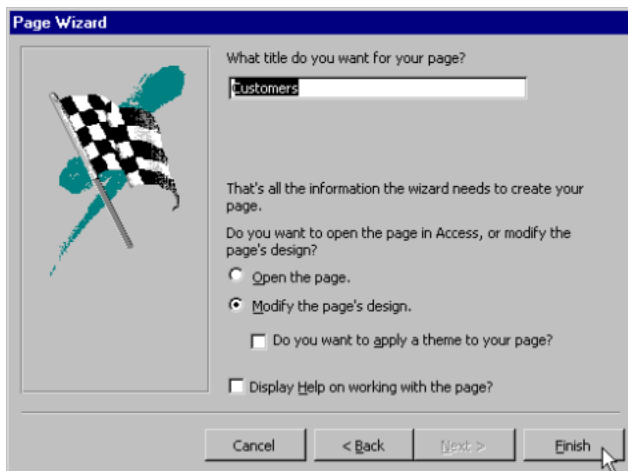 Page Wizard
What title do you want for your page?
Customers
That's all the information the wizard needs to create your
page.
Do you want to open the page in Access, or modify the
page's design?
Open the page.
Modify the page's design.
Do you want to apply a theme to your page?
Display Help on working with the page?
Cancel
< Back
Next >
Finish